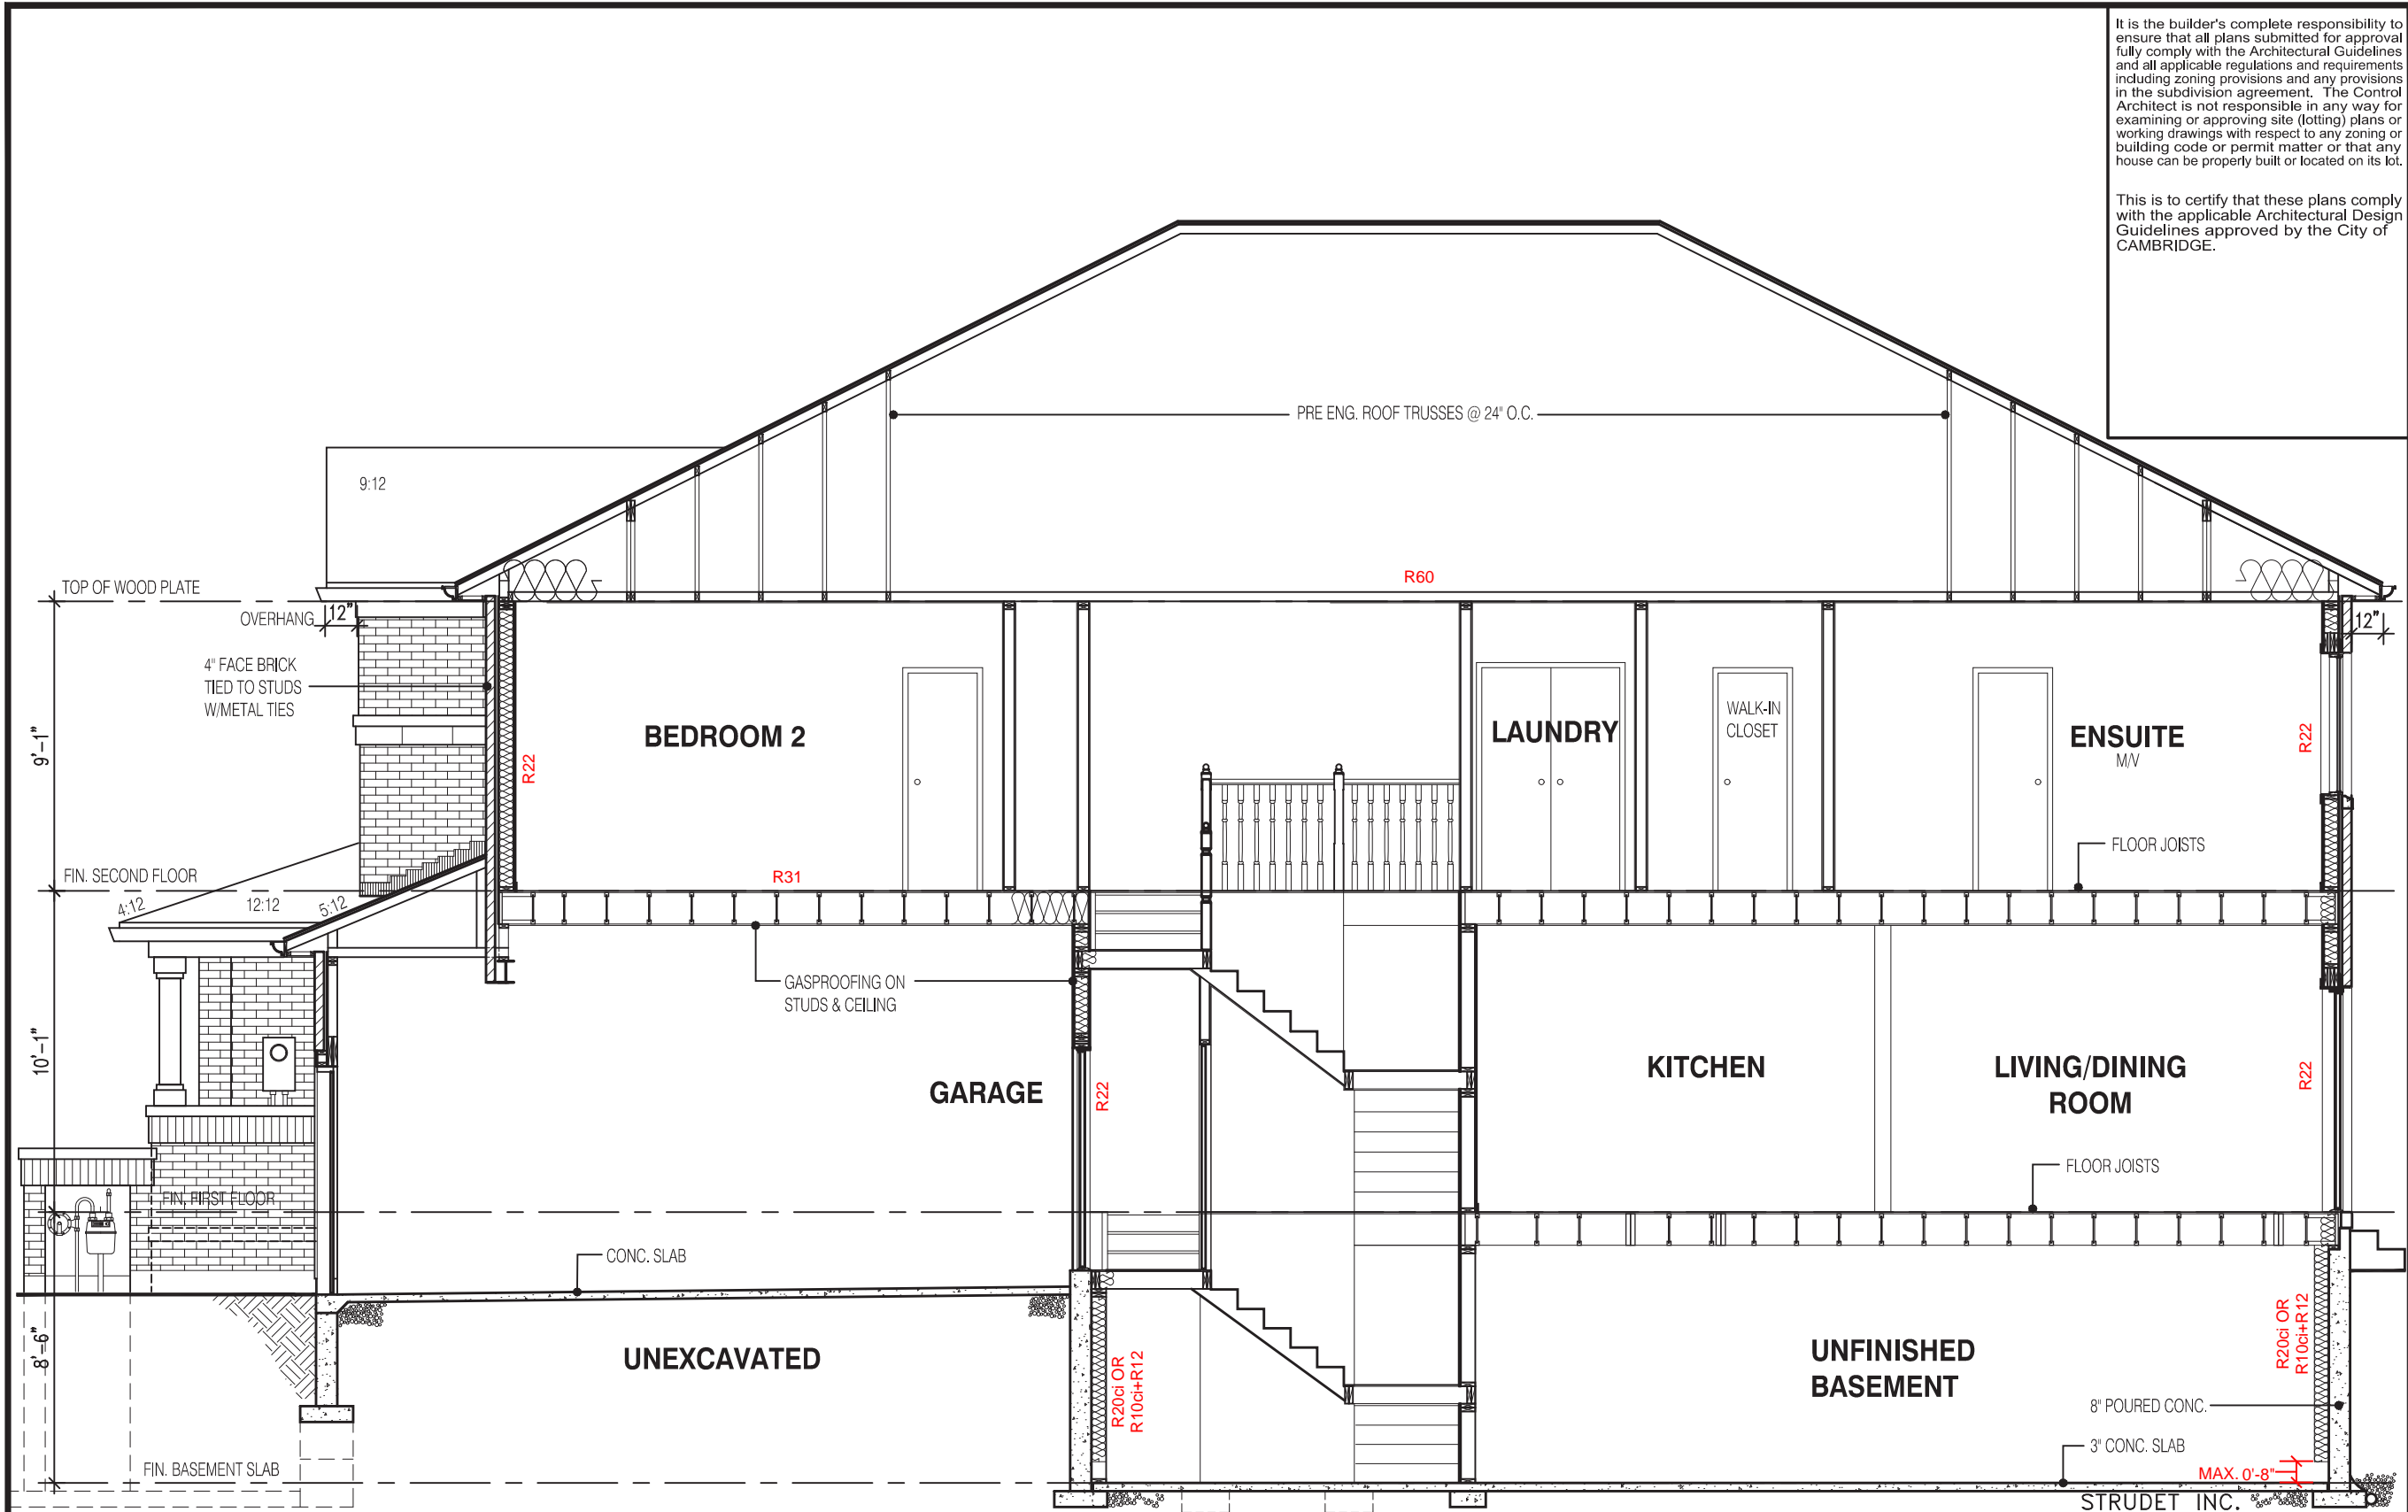 It is the builder's complete responsibility to
ensure that all plans submitted for approval
fully comply with the Architectural Guidelines
and all applicable regulations and requirements
including zoning provisions and any provisions
in the subdivision agreement. The Control
Architect is not responsible in any way for
examining or approving site (lotting) plans or
working drawings with respect to any zoning or
building code or permit matter or that any
house can be properly built or located on its lot.
This is to certify that these plans comply
with the applicable Architectural Design
Guidelines approved by the City of
CAMBRIDGE.
PRE ENG. ROOF TRUSSES @ 24" O.C.
9:12
R60
TOP OF WOOD PLATE
OVERHANG
12"
12"
4" FACE BRICK
TIED TO STUDS
W/METAL TIES
9'-1"
R22
BEDROOM 2
LAUNDRY
WALK-IN
CLOSET
ENSUITE
M/V
R22
FLOOR JOISTS
FIN. SECOND FLOOR
R31
4:12
12:12
5:12
GASPROOFING ON
STUDS & CEILING
10'-1"
GARAGE
R22
KITCHEN
LIVING/DINING
ROOM
R22
FLOOR JOISTS
FIN. FIRST FLOOR
CONC. SLAB
8'-6"
UNEXCAVATED
R20ci OR
R10ci+R12
UNFINISHED
BASEMENT
R20ci OR
R10ci+R12
8" POURED CONC.
3" CONC. SLAB
FIN. BASEMENT SLAB
MAX. 0'-8"
STRUDET INC.